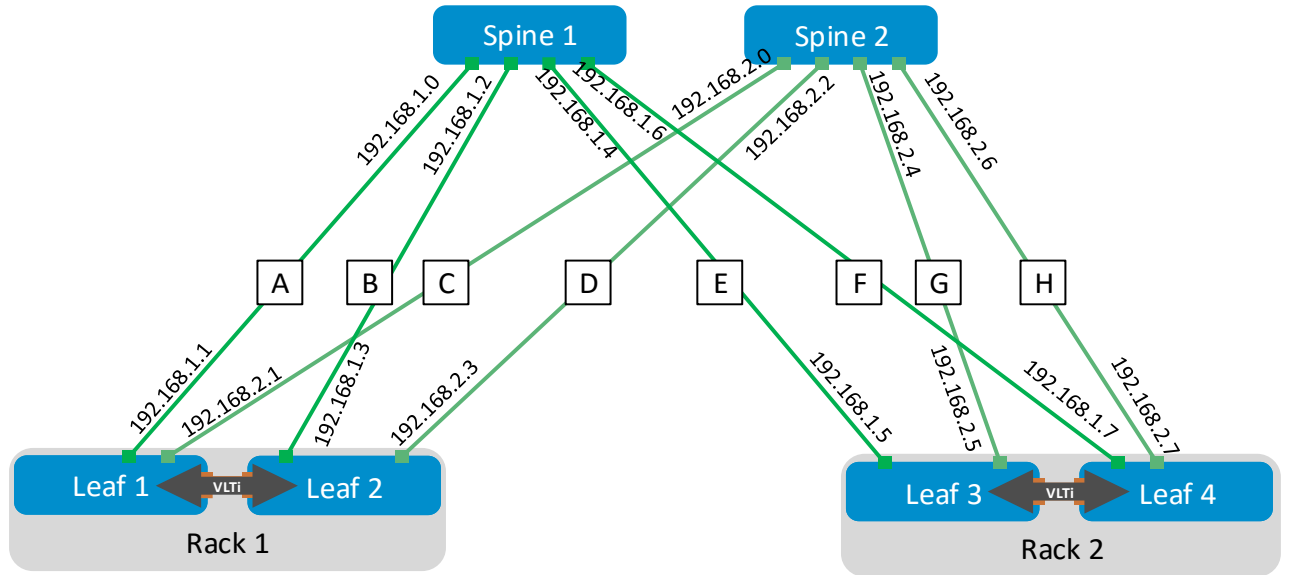 Spine 1
Spine 2
192.168.1.0
192.168.1.2
192.168.1.4
192.168.1.6
192.168.2.0
192.168.2.2
192.168.2.4
192.168.2.6
A
B
C
D
E
F
G
H
192.168.1.1
192.168.2.1
192.168.1.3
192.168.2.3
192.168.1.5
192.168.2.5
192.168.1.7
192.168.2.7
Leaf 1
VLTi
Leaf 2
Leaf 3
VLTi
Leaf 4
Rack 1
Rack 2